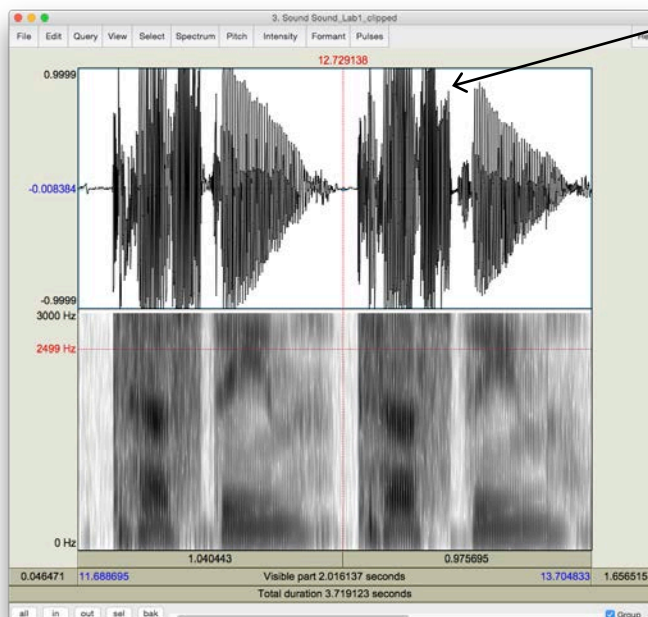 3. Sound Sound_Lab1_clipped
File Edit Query View Select Spectrum Pitch Intensity Formant Pulses
12.729138
0.9999
-0.008384
-0.9999
3000 Hz
2499 Hz
0 Hz
1.040443 0.975695
0.046471 11.688695 Visible part 2.016137 seconds 13.704833 1.656515
Total duration 3.719123 seconds
all in out sel bak Group